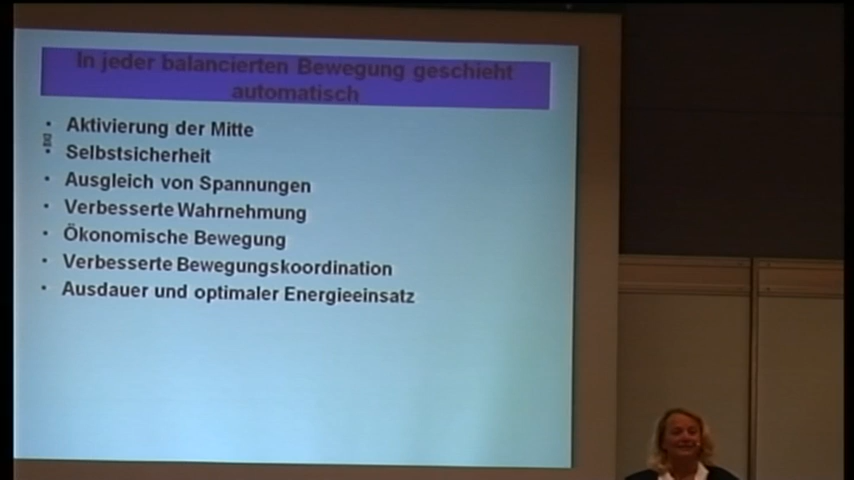 In jeder balancierten Bewegung geschieht
automatisch
• Aktivierung der Mitte
• Selbstsicherheit
• Ausgleich von Spannungen
• Verbesserte Wahrnehmung
• Ökonomische Bewegung
• Verbesserte Bewegungskoordination
• Ausdauer und optimaler Energieeinsatz